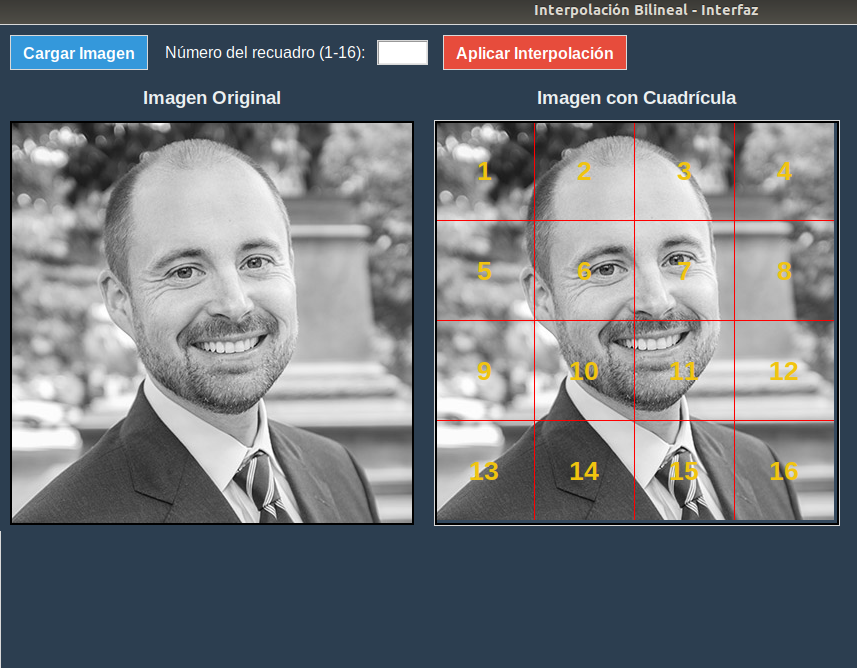 Interpolación Bilineal - Interfaz
Cargar Imagen Número del recuadro (1-16): Aplicar Interpolación
Imagen Original Imagen con Cuadrícula
1 2 3 4
5 6 7 8
9 10 11 12
13 14 15 16